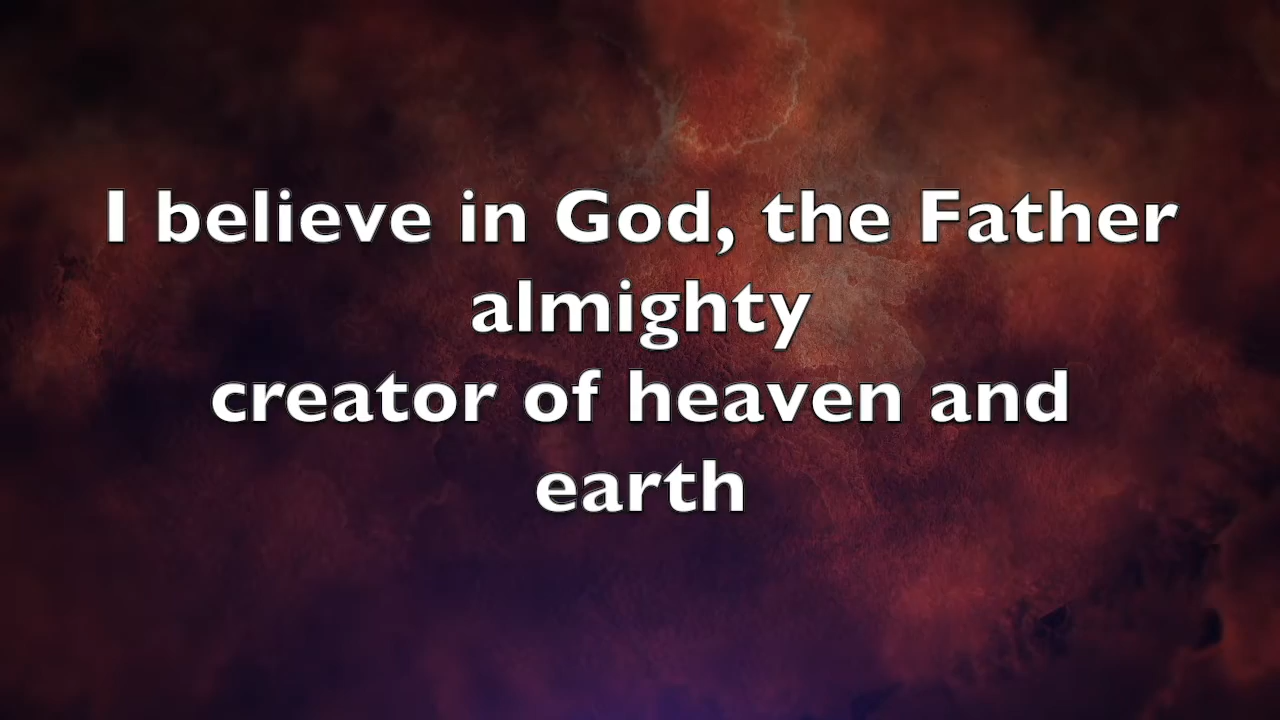 I believe in God, the Father
almighty
creator of heaven and
earth